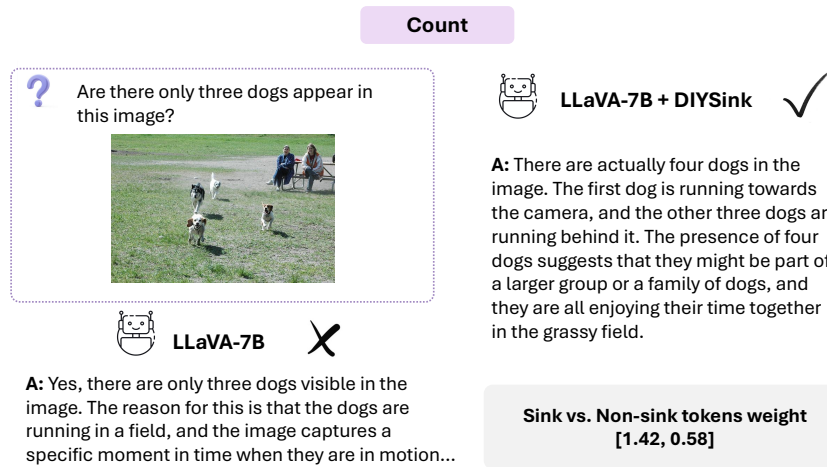 Count
Are there only three dogs appear in
this image?
LLaVA-7B
A: Yes, there are only three dogs visible in the
image. The reason for this is that the dogs are
running in a field, and the image captures a
specific moment in time when they are in motion...
LLaVA-7B + DIYSink
A: There are actually four dogs in the
image. The first dog is running towards
the camera, and the other three dogs ar
running behind it. The presence of four
dogs suggests that they might be part of
a larger group or a family of dogs, and
they are all enjoying their time together
in the grassy field.
Sink vs. Non-sink tokens weight
[1.42, 0.58]